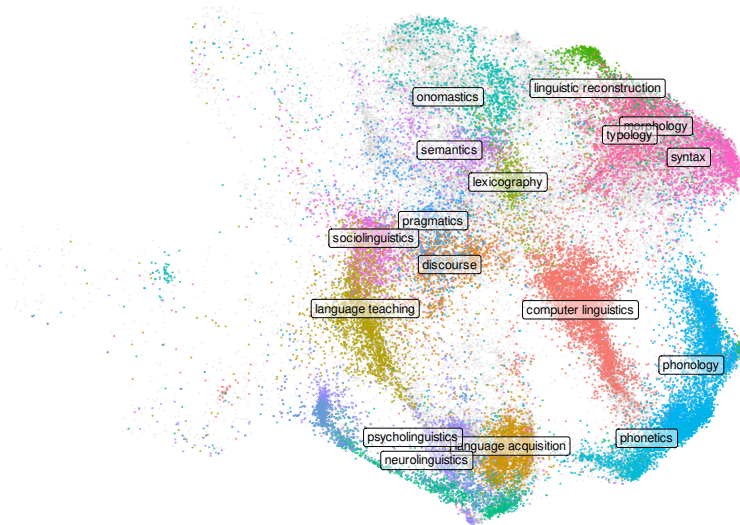 linguistic reconstruction
onomastics
morphology
typology
semantics
syntax
lexicography
pragmatics
sociolinguistics
discourse
language teaching
computer linguistics
phonology
psycholinguistics
phonetics
language acquisition
neurolinguistics